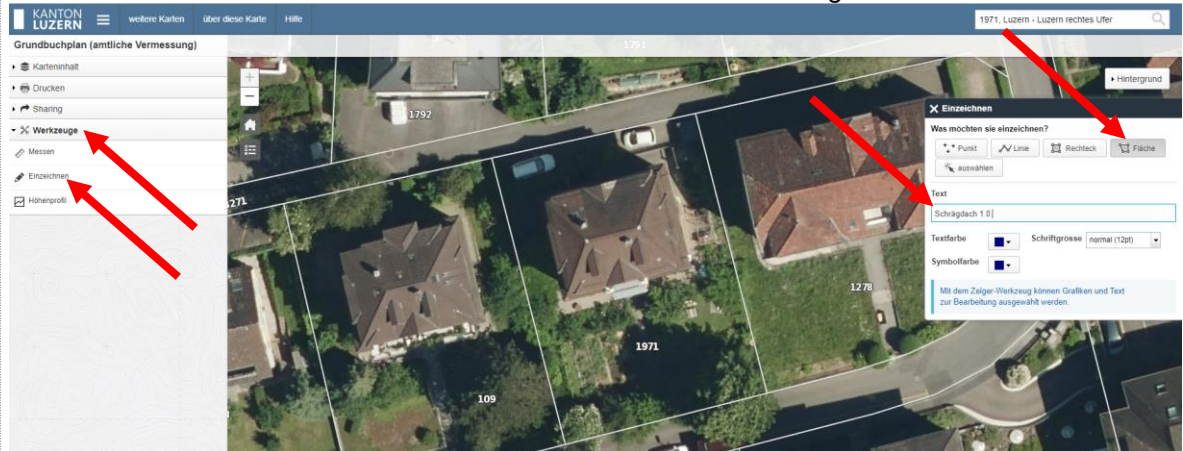 KANTON
LUZERN
weitere Karten
über diese Karte
Hilfe
1971, Luzern - Luzern rechtes Ufer
Grundbuchplan (amtliche Vermessung)
Karteninhalt
Drucken
Sharing
Werkzeuge
Messen
Einzeichnen
Höhenprofil
+
−
1791
1792
1271
1278
1971
109
Hintergrund
X Einzeichnen
Was möchten sie einzeichnen?
Punkt
Linie
Rechteck
Fläche
auswählen
Text
Schrägdach 1.0
Textfarbe
Schriftgrösse normal (12pt)
Symbolfarbe
Mit dem Zeiger-Werkzeug können Grafiken und Text
zur Bearbeitung ausgewählt werden.